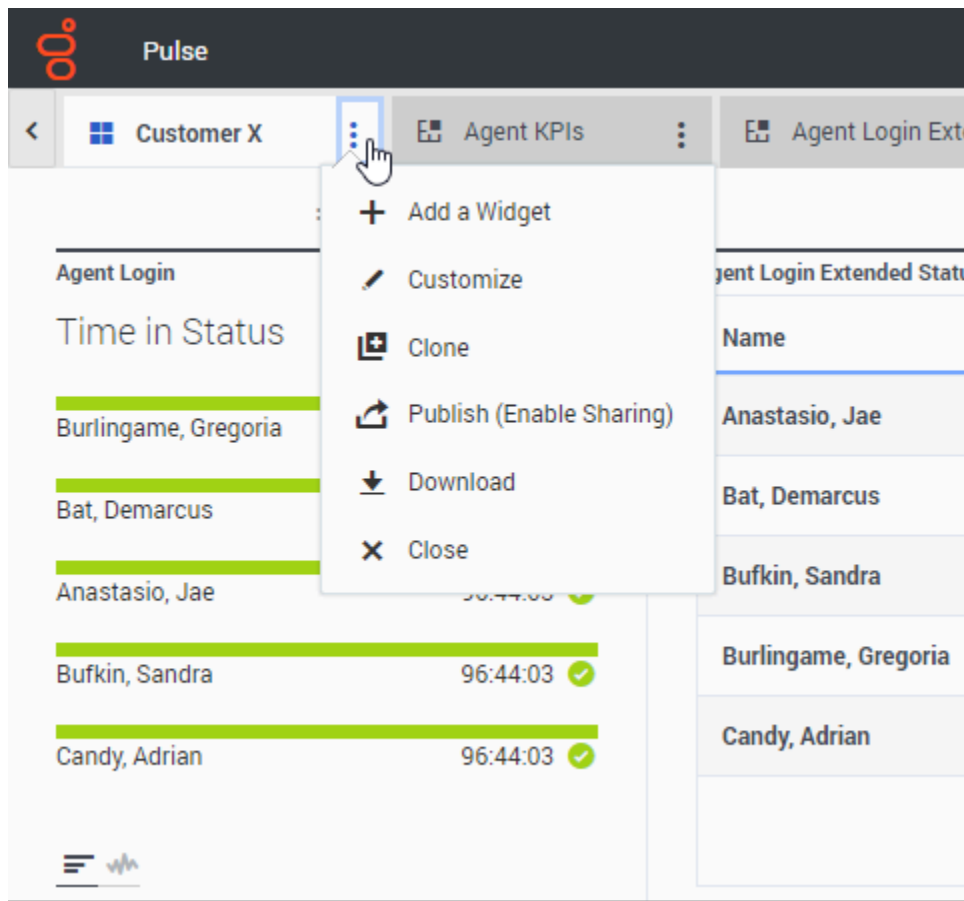 Pulse
Customer X
Agent KPIs
Agent Login Ext
Add a Widget
Customize
Clone
Publish (Enable Sharing)
Download
Close
Agent Login
Time in Status
Burlingame, Gregoria
Bat, Demarcus
Anastasio, Jae
Bufkin, Sandra 96:44:03
Candy, Adrian 96:44:03
gent Login Extended Statu
Name
Anastasio, Jae
Bat, Demarcus
Bufkin, Sandra
Burlingame, Gregoria
Candy, Adrian